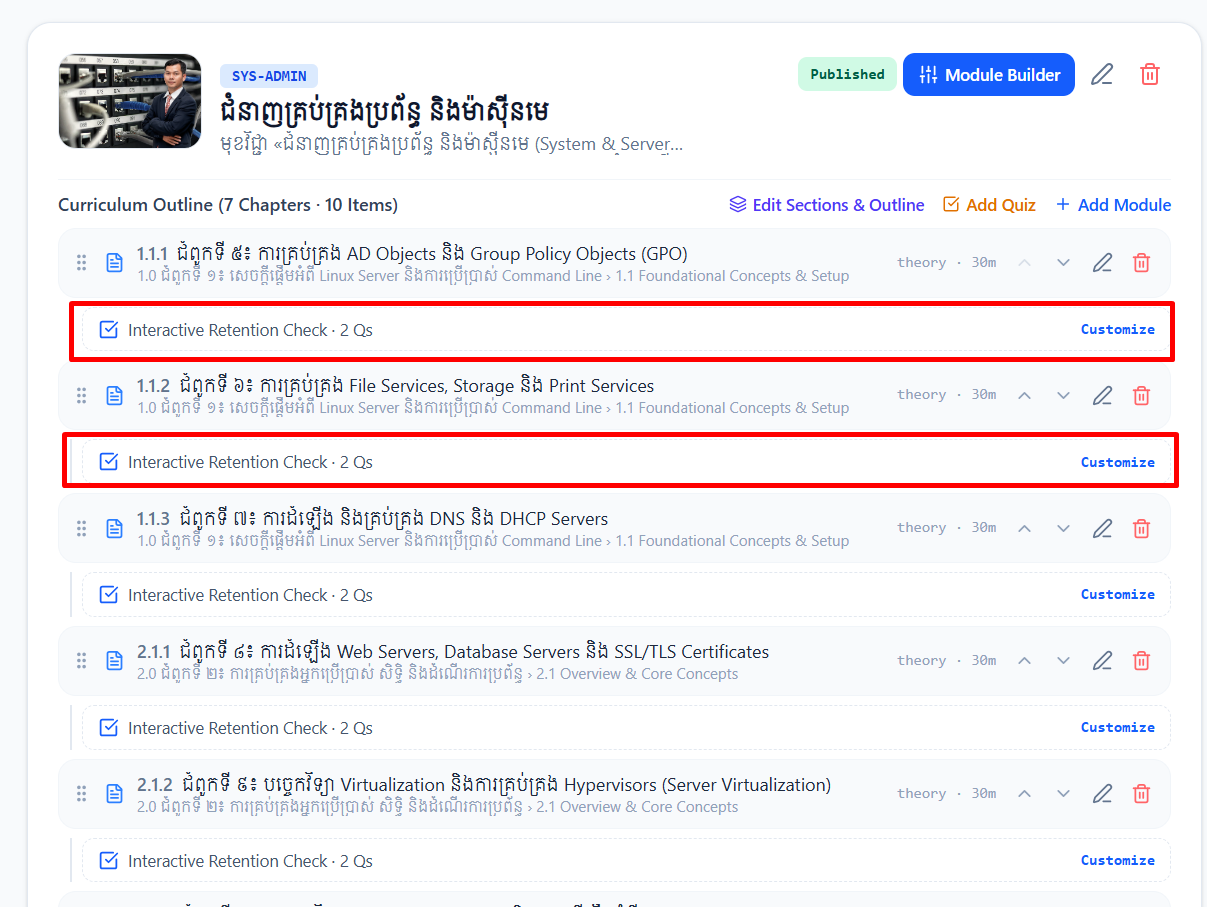 SYS-ADMIN
ជំនាញគ្រប់គ្រងប្រព័ន្ធ និងម៉ាស៊ីនមេ
មុខវិជ្ជា «ជំនាញគ្រប់គ្រងប្រព័ន្ធ និងម៉ាស៊ីនមេ (System & Server...
Published
Module Builder
Curriculum Outline (7 Chapters · 10 Items)
Edit Sections & Outline
Add Quiz
+ Add Module
1.1.1 ជំពូកទី ៥៖ ការគ្រប់គ្រង AD Objects និង Group Policy Objects (GPO)
1.0 ជំពូកទី ១៖ សេចក្តីផ្តើមអំពី Linux Server និងការប្រើប្រាស់ Command Line › 1.1 Foundational Concepts & Setup
theory · 30m
Interactive Retention Check · 2 Qs
Customize
1.1.2 ជំពូកទី ៦៖ ការគ្រប់គ្រង File Services, Storage និង Print Services
1.0 ជំពូកទី ១៖ សេចក្តីផ្តើមអំពី Linux Server និងការប្រើប្រាស់ Command Line › 1.1 Foundational Concepts & Setup
theory · 30m
Interactive Retention Check · 2 Qs
Customize
1.1.3 ជំពូកទី ៧៖ ការដំឡើង និងគ្រប់គ្រង DNS និង DHCP Servers
1.0 ជំពូកទី ១៖ សេចក្តីផ្តើមអំពី Linux Server និងការប្រើប្រាស់ Command Line › 1.1 Foundational Concepts & Setup
theory · 30m
Interactive Retention Check · 2 Qs
Customize
2.1.1 ជំពូកទី ៤៖ ការដំឡើង Web Servers, Database Servers និង SSL/TLS Certificates
2.0 ជំពូកទី ២៖ ការគ្រប់គ្រងអ្នកប្រើប្រាស់ សិទ្ធិ និងដំណើរការប្រព័ន្ធ › 2.1 Overview & Core Concepts
theory · 30m
Interactive Retention Check · 2 Qs
Customize
2.1.2 ជំពូកទី ៩៖ បច្ចេកវិទ្យា Virtualization និងការគ្រប់គ្រង Hypervisors (Server Virtualization)
2.0 ជំពូកទី ២៖ ការគ្រប់គ្រងអ្នកប្រើប្រាស់ សិទ្ធិ និងដំណើរការប្រព័ន្ធ › 2.1 Overview & Core Concepts
theory · 30m
Interactive Retention Check · 2 Qs
Customize